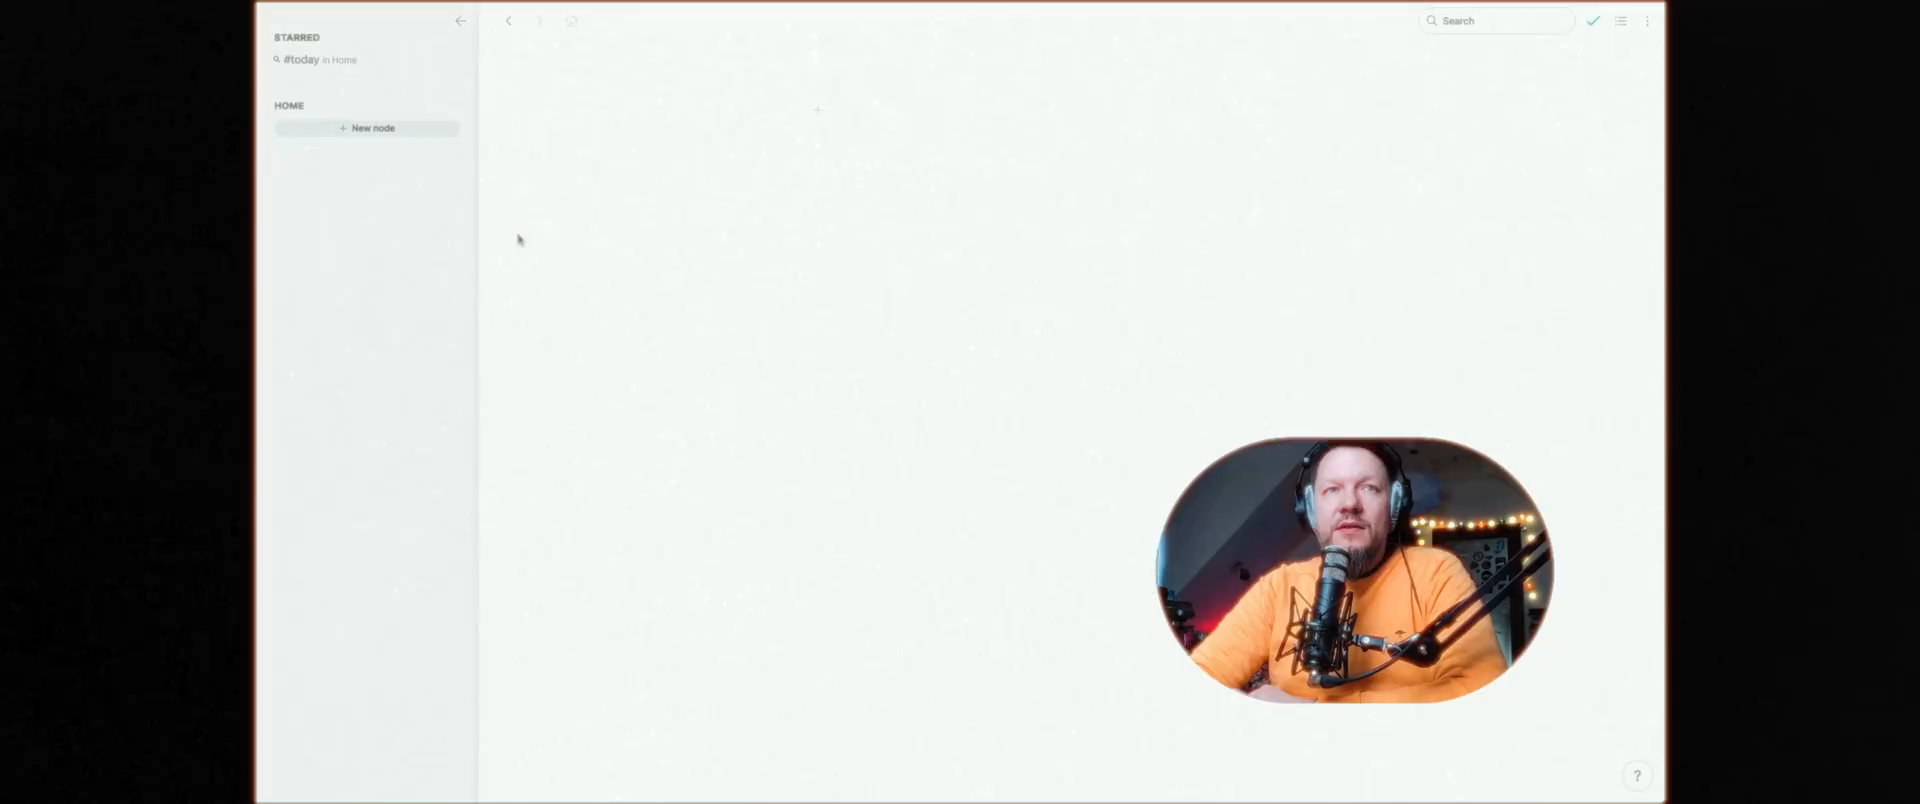 STARRED
#today in Home
HOME
+ New node
Search
?